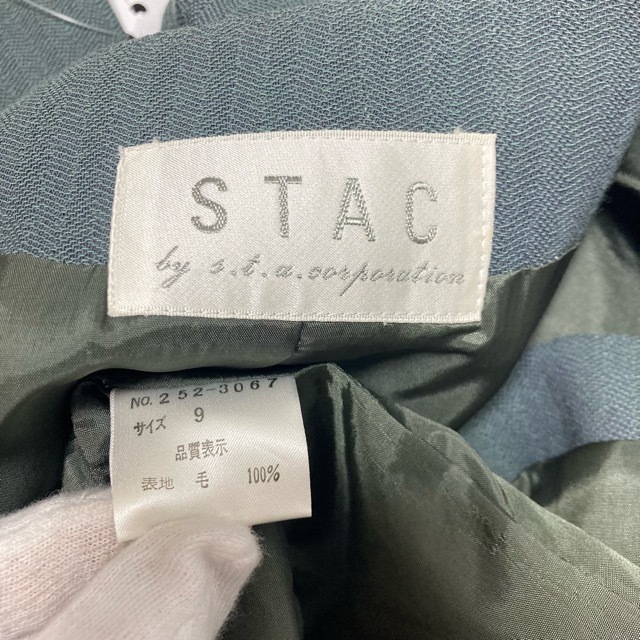 STAC
by s.t.a.corporation
NO.252-3067
サイズ 9
品質表示
表地 毛 100%